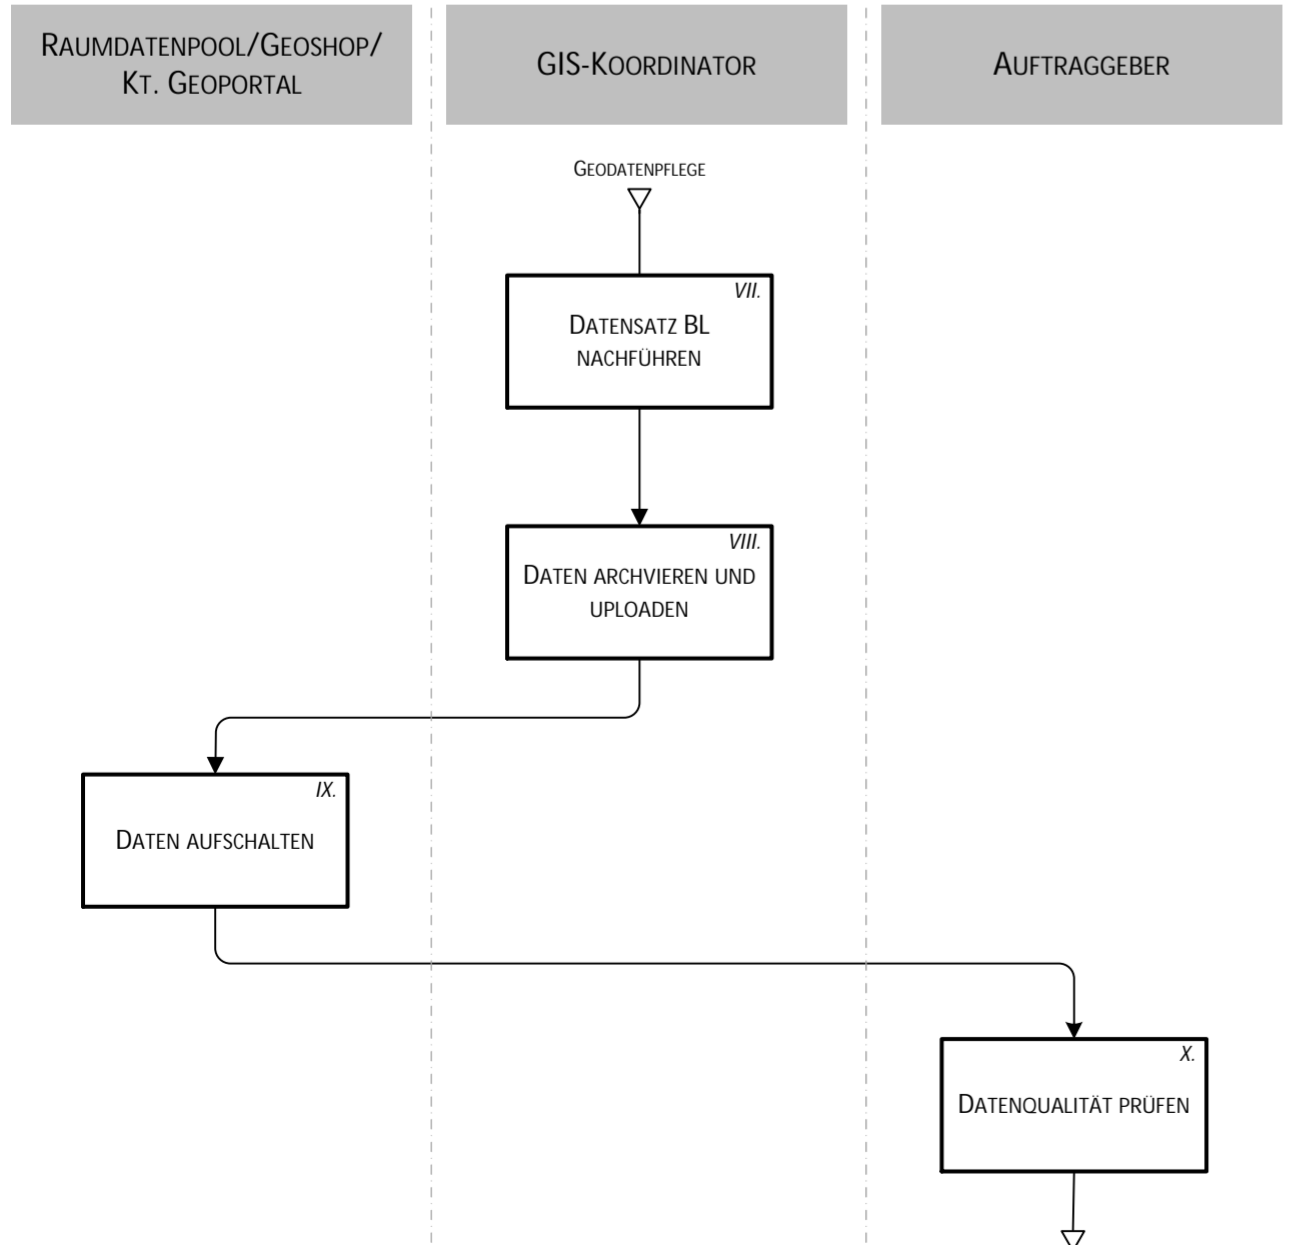 RAUMDATENPOOL/GEOSHOP/
KT. GEOPORTAL
GIS-KOORDINATOR
AUFTRAGGEBER
GEODATENPFLEGE
VII.
DATENSATZ BL
NACHFÜHREN
VIII.
DATEN ARCHVIEREN UND
UPLOADEN
IX.
DATEN AUFSCHALTEN
X.
DATENQUALITÄT PRÜFEN